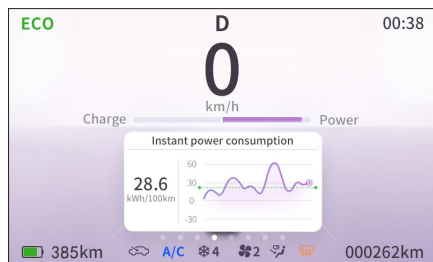 ECO D 00:38
0
km/h
Charge Power
Instant power consumption
28.6
kWh/100km
60
30
0
-30
385km A/C 4 2 000262km